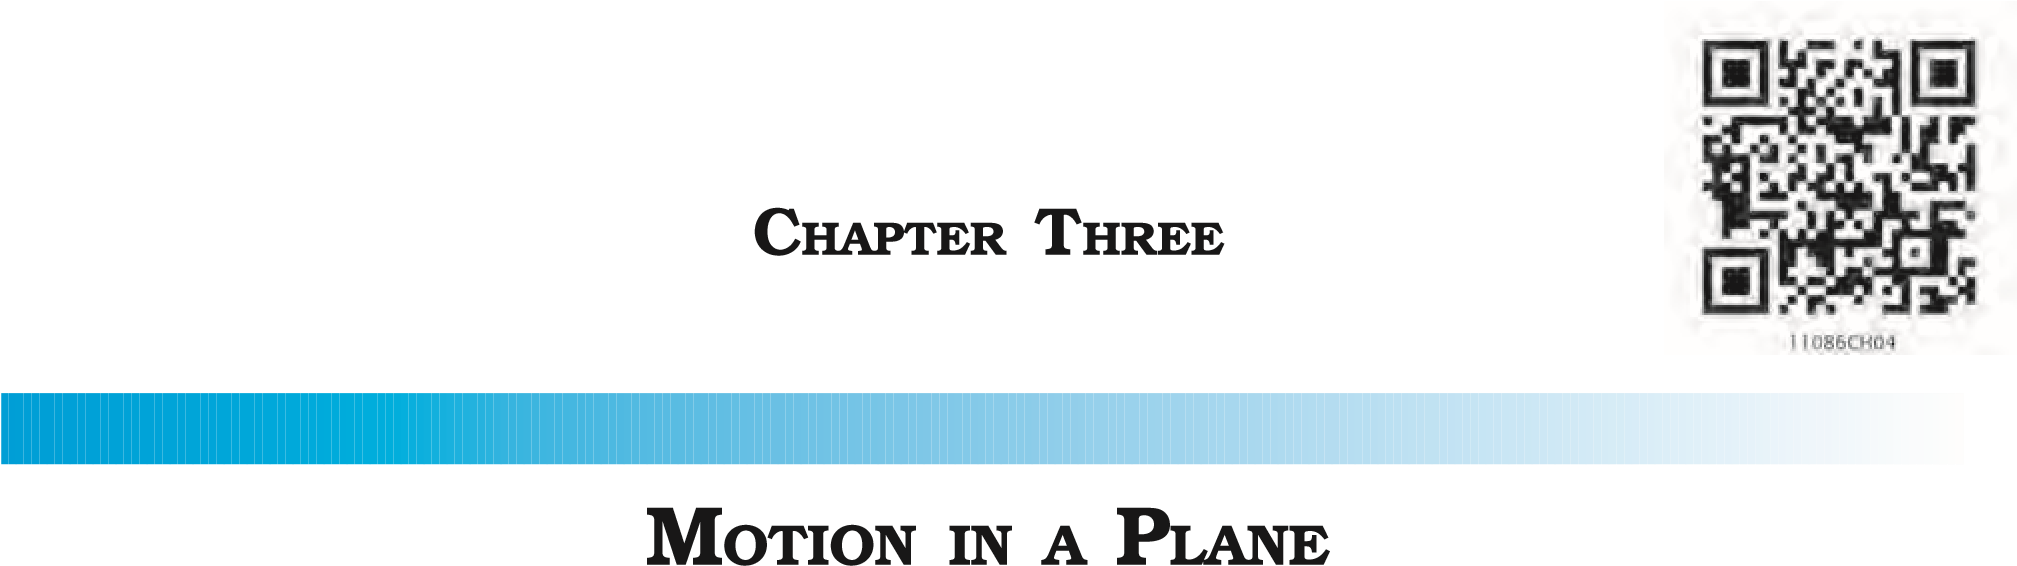 CHAPTER THREE
11086CH04
MOTION IN A PLANE